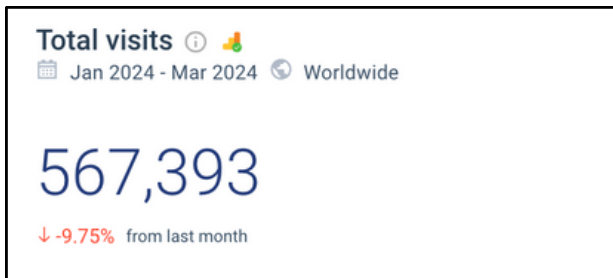 Total visits
Jan 2024 - Mar 2024 Worldwide
567,393
↓ -9.75% from last month